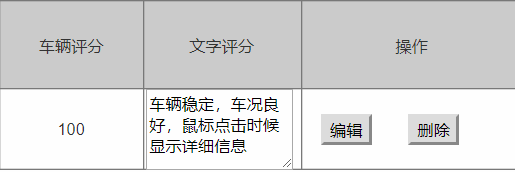 车辆评分 文字评分 操作
100 车辆稳定，车况良
好，鼠标点击时候
显示详细信息
编辑 删除